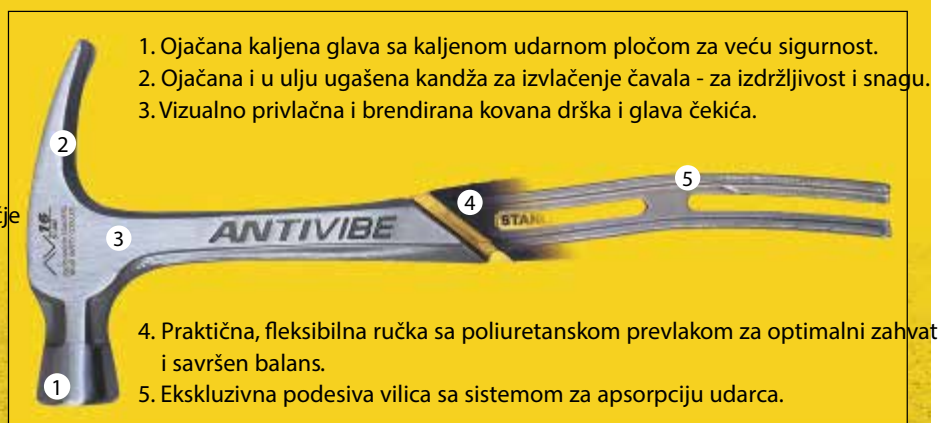 1. Ojačana kaljena glava sa kaljenom udarnom pločom za veću sigurnost.
2. Ojačana i u ulju ugašena kandža za izvlačenje čavala - za izdržljivost i snagu.
3. Vizualno privlačna i brendirana kovana drška i glava čekića.
2
5
4
STAN
je
3
ANTIVIBE
AV 16
4. Praktična, fleksibilna ručka sa poliuretanskom prevlakom za optimalni zahvat
i savršen balans.
1
5. Ekskluzivna podesiva vilica sa sistemom za apsorpciju udarca.